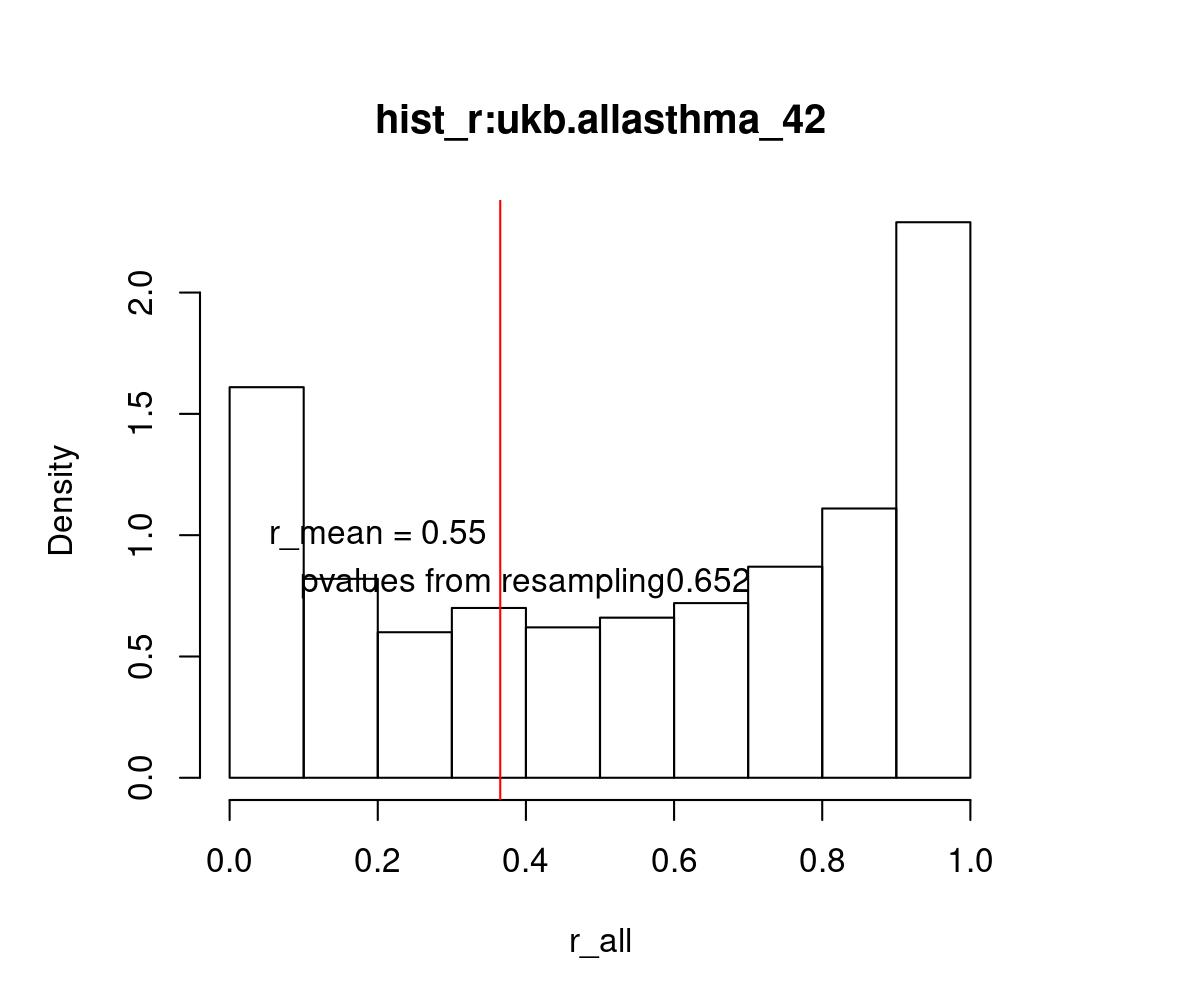 hist_r:ukb.allasthma_42
Density
2.0
1.5
1.0
0.5
0.0
r_mean = 0.55
pvalues from resampling0.652
0.0 0.2 0.4 0.6 0.8 1.0
r_all